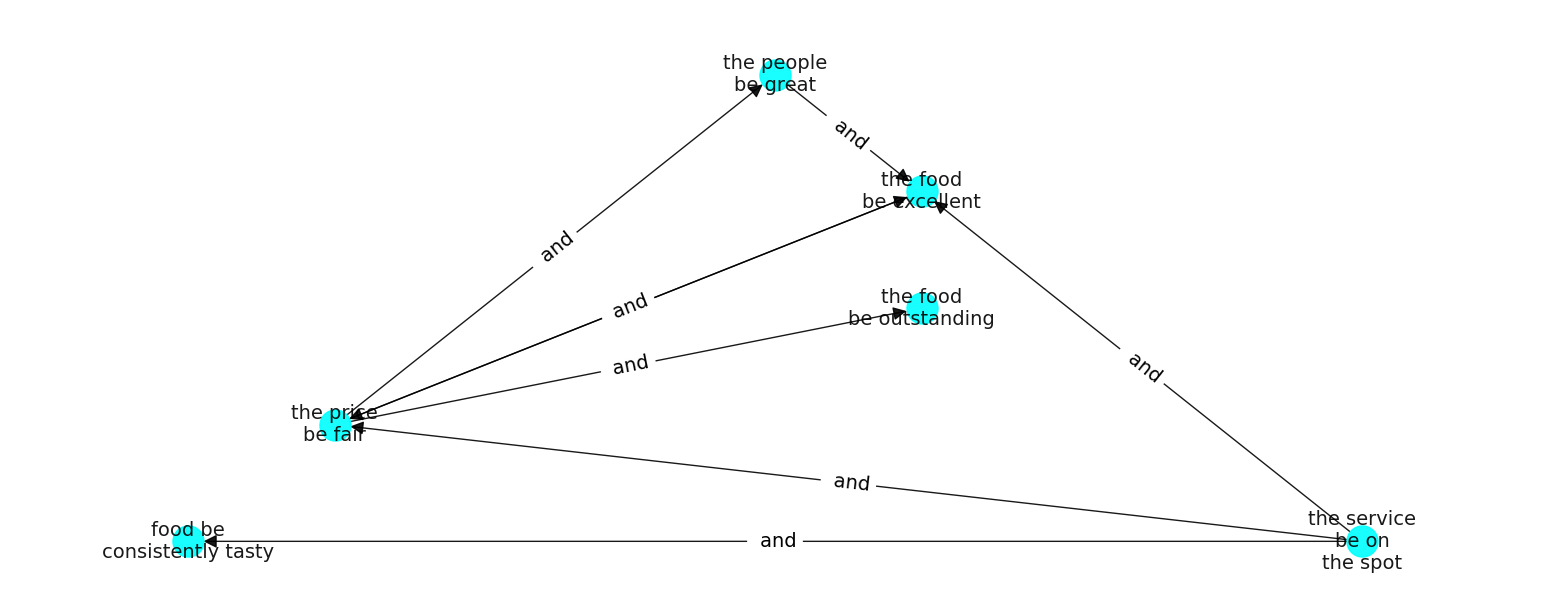 the people
be great
and
the food
be excellent
and
and
the food
be outstanding
and
and
the price
be fair
and
the service
be on
the spot
food be
consistently tasty
and